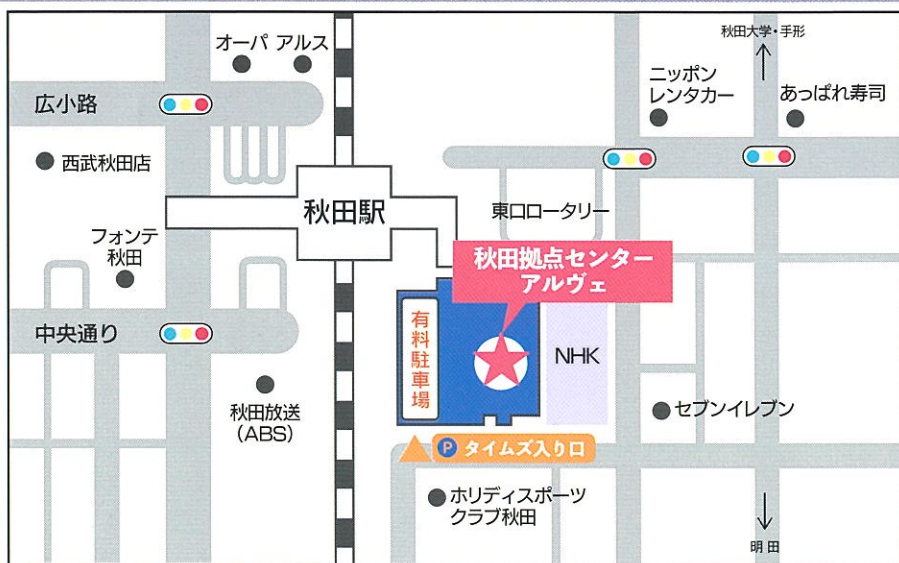 秋田大学・手形
オーパ アルス
ニッポン
レンタカー
あっぱれ寿司
広小路
西武秋田店
秋田駅
東口ロータリー
フォンテ
秋田
秋田拠点センター
アルヴェ
中央通り
有料駐車場
NHK
秋田放送
(ABS)
セブンイレブン
P タイムズ入り口
ホリディスポーツ
クラブ秋田
明田